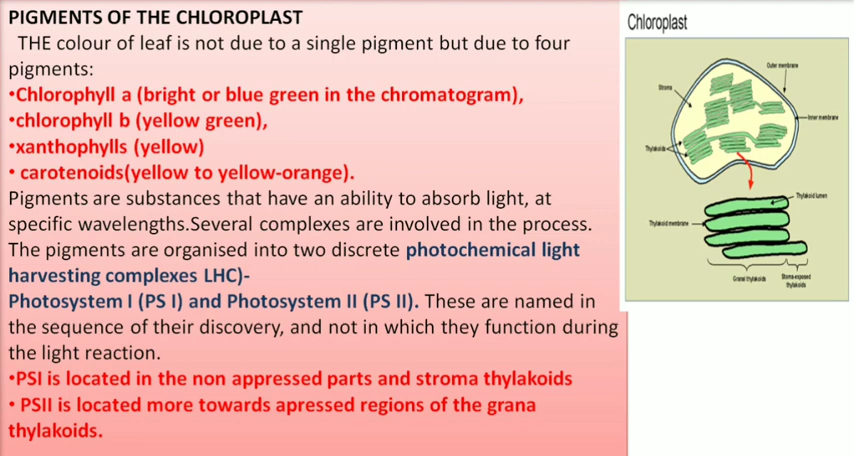 PIGMENTS OF THE CHLOROPLAST
THE colour of leaf is not due to a single pigment but due to four
pigments:
•Chlorophyll a (bright or blue green in the chromatogram),
•chlorophyll b (yellow green),
•xanthophylls (yellow)
• carotenoids(yellow to yellow-orange).
Pigments are substances that have an ability to absorb light, at
specific wavelengths.Several complexes are involved in the process.
The pigments are organised into two discrete photochemical light
harvesting complexes LHC)-
Photosystem I (PS I) and Photosystem II (PS II). These are named in
the sequence of their discovery, and not in which they function during
the light reaction.
•PSI is located in the non appressed parts and stroma thylakoids
• PSII is located more towards apressed regions of the grana
thylakoids.
Chloroplast
Outer membrane
Stroma
Inner membrane
Thylakoids
Thylakoid lumen
Thylakoid membrane
Granal thylakoids
Stroma-exposed
thylakoids